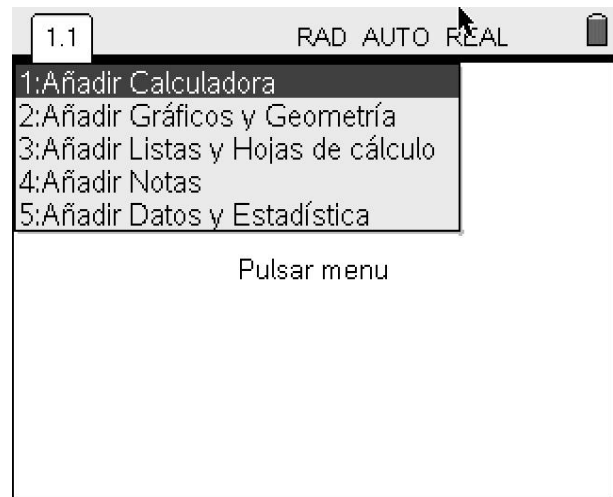 1.1 RAD AUTO REAL
1:Añadir Calculadora
2:Añadir Gráficos y Geometría
3:Añadir Listas y Hojas de cálculo
4:Añadir Notas
5:Añadir Datos y Estadística
Pulsar menu